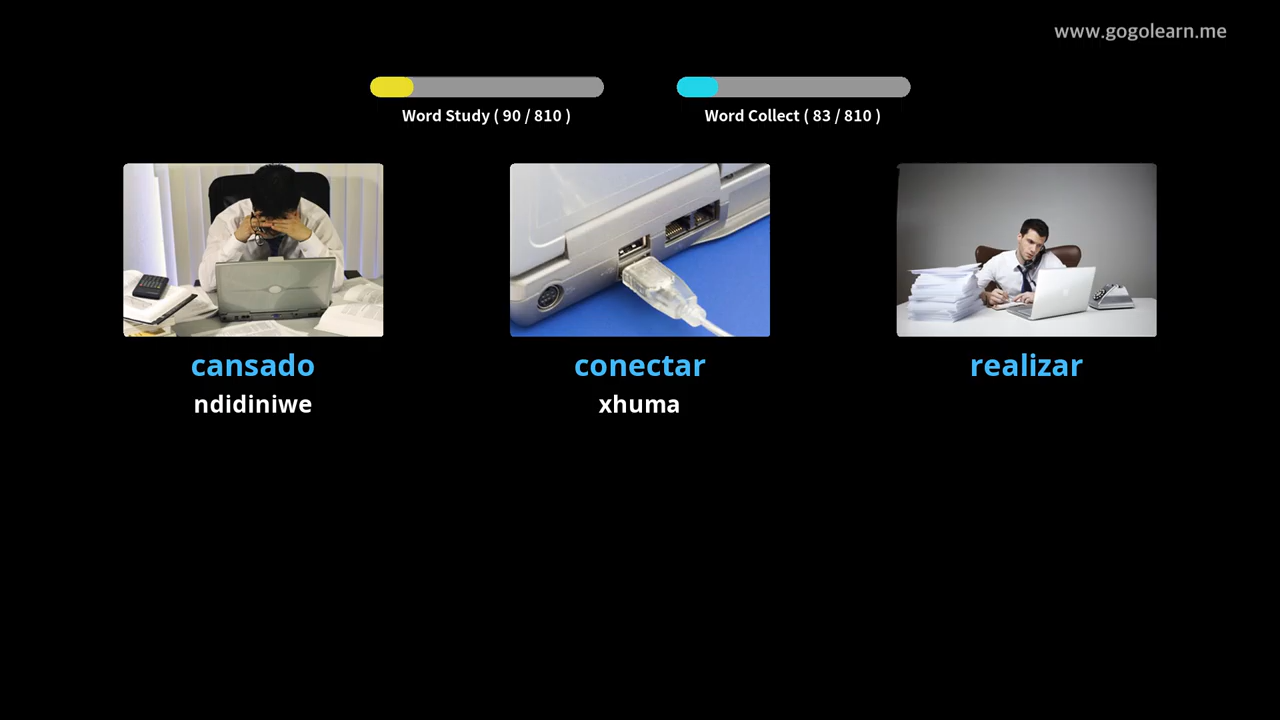 www.gogolearn.me
Word Study ( 90 / 810 )
Word Collect ( 83 / 810 )
cansado
conectar
realizar
ndidiniwe
xhuma